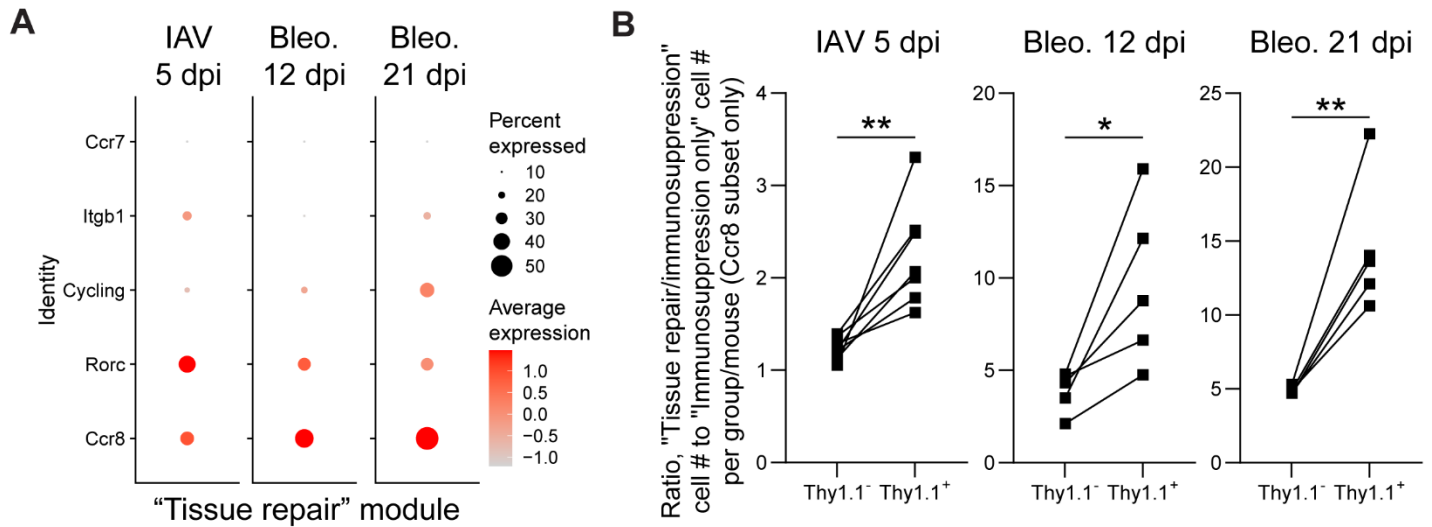 A
IAV
5 dpi
Bleo.
12 dpi
Bleo.
21 dpi
Identity
Ccr7
Itgb1
Cycling
Rorc
Ccr8
Percent
expressed
10
20
30
40
50
Average
expression
1.0
0.5
0.0
−0.5
−1.0
“Tissue repair” module
B
Ratio, "Tissue repair/immunosuppression"
cell # to "Immunosuppression only" cell #
per group/mouse (Ccr8 subset only)
IAV 5 dpi
4
3
2
1
0
**
Thy1.1⁻ Thy1.1⁺
Bleo. 12 dpi
20
15
10
5
0
*
Thy1.1⁻ Thy1.1⁺
Bleo. 21 dpi
25
20
15
10
5
0
**
Thy1.1⁻ Thy1.1⁺